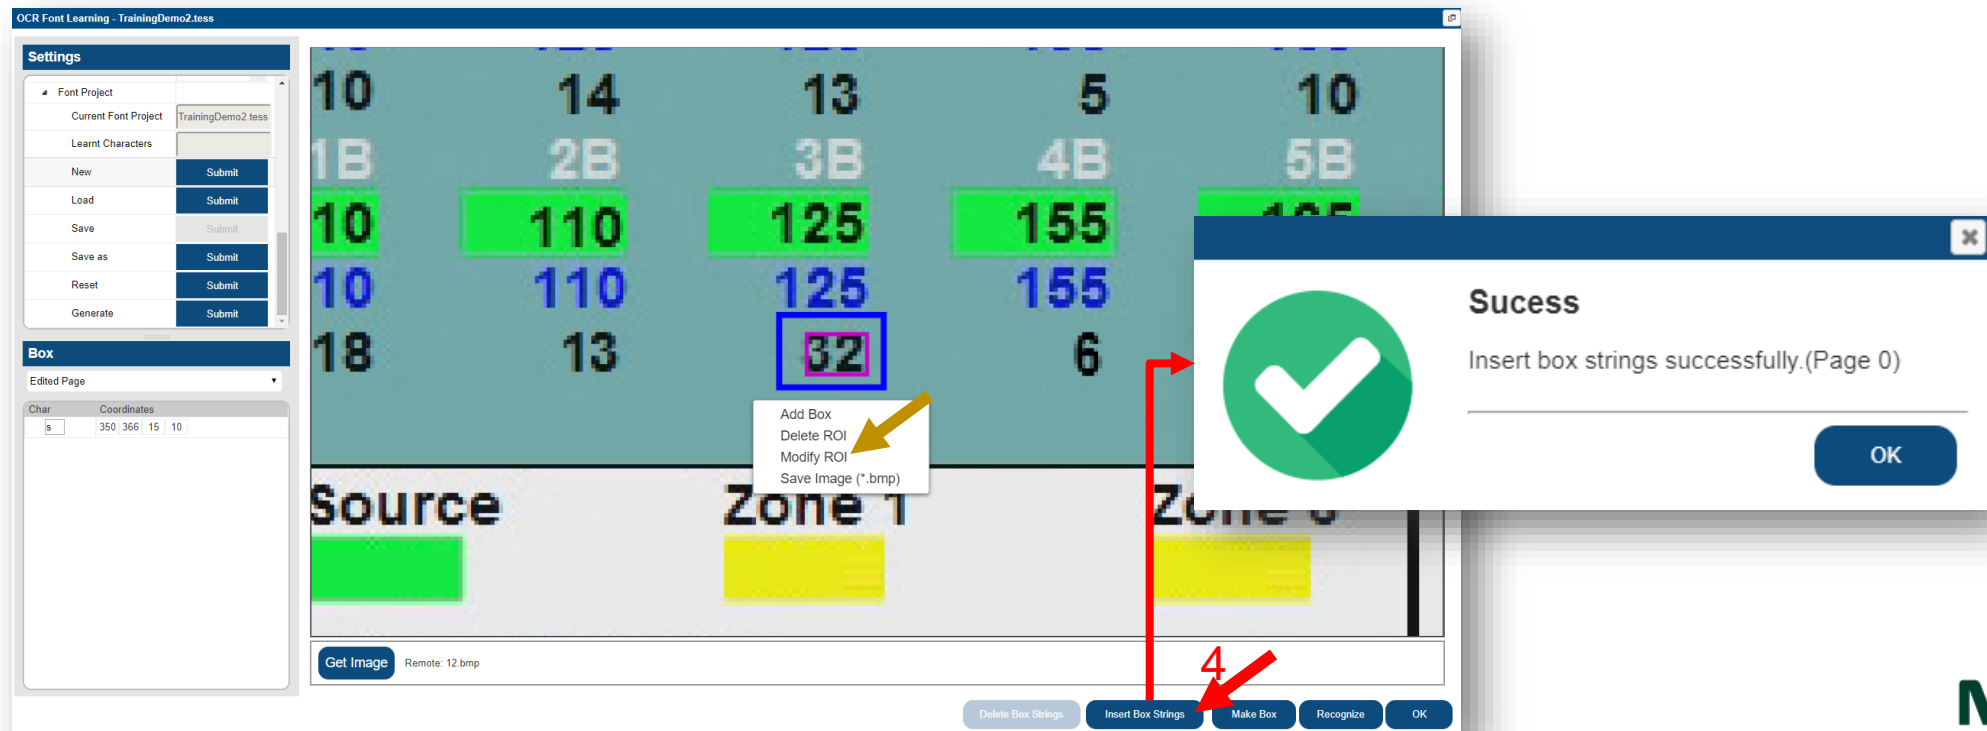 OCR Font Learning - TrainingDemo2.tess
Settings
Font Project
Current Font Project TrainingDemo2.tess
Learnt Characters
New Submit
Load Submit
Save Submit
Save as Submit
Reset Submit
Generate Submit
Box
Edited Page
Char Coordinates
s 350 366 15 10
10 14 13 5 10
1B 2B 3B 4B 5B
10 110 125 155
10 110 125 155
18 13 32 6
Add Box
Delete ROI
Modify ROI
Save Image (*.bmp)
Source Zone 1
Get Image Remote: 12.bmp
4
Delete Box Strings Insert Box Strings Make Box Recognize OK
Sucess
Insert box strings successfully.(Page 0)
OK